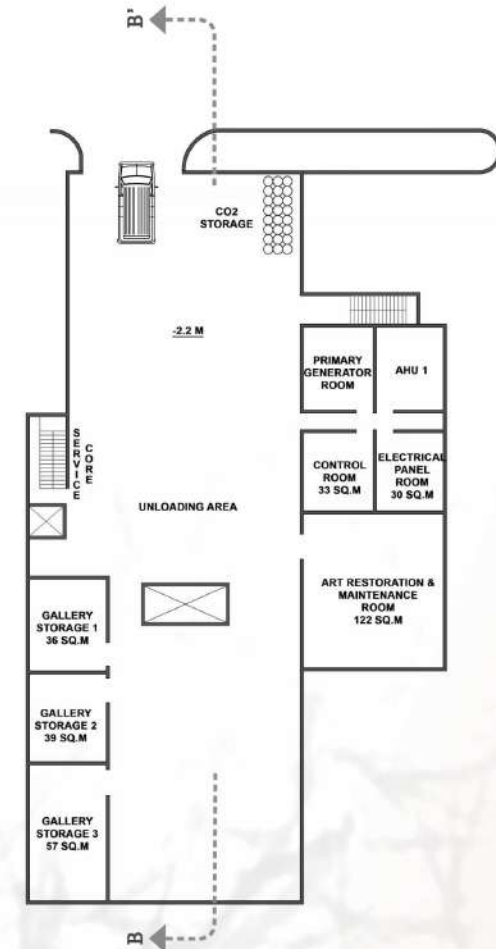 B'
CO2
STORAGE
-2.2 M
PRIMARY
GENERATOR
ROOM
AHU 1
SERVICE
CORE
CONTROL
ROOM
33 SQ.M
ELECTRICAL
PANEL
ROOM
30 SQ.M
UNLOADING AREA
ART RESTORATION &
MAINTENANCE
ROOM
122 SQ.M
GALLERY
STORAGE 1
36 SQ.M
GALLERY
STORAGE 2
39 SQ.M
GALLERY
STORAGE 3
57 SQ.M
B